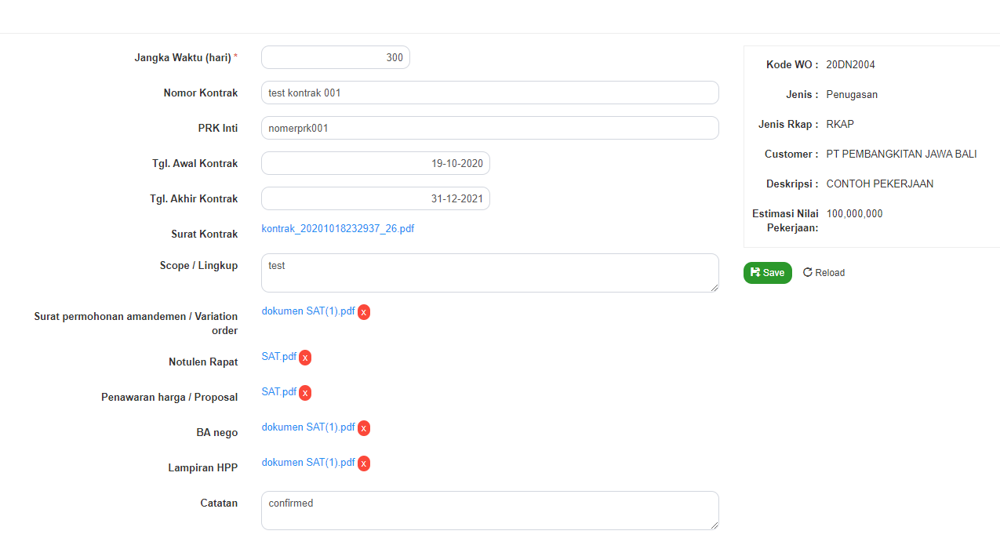 Jangka Waktu (hari) *
300
Nomor Kontrak
test kontrak 001
PRK Inti
nomerprk001
Tgl. Awal Kontrak
19-10-2020
Tgl. Akhir Kontrak
31-12-2021
Surat Kontrak
kontrak_20201018232937_26.pdf
Scope / Lingkup
test
Surat permohonan amandemen / Variation
order
dokumen SAT(1).pdf x
Notulen Rapat
SAT.pdf x
Penawaran harga / Proposal
SAT.pdf x
BA nego
dokumen SAT(1).pdf x
Lampiran HPP
dokumen SAT(1).pdf x
Catatan
confirmed
Kode WO : 20DN2004
Jenis : Penugasan
Jenis Rkap : RKAP
Customer : PT PEMBANGKITAN JAWA BALI
Deskripsi : CONTOH PEKERJAAN
Estimasi Nilai 100,000,000
Pekerjaan:
Save
Reload